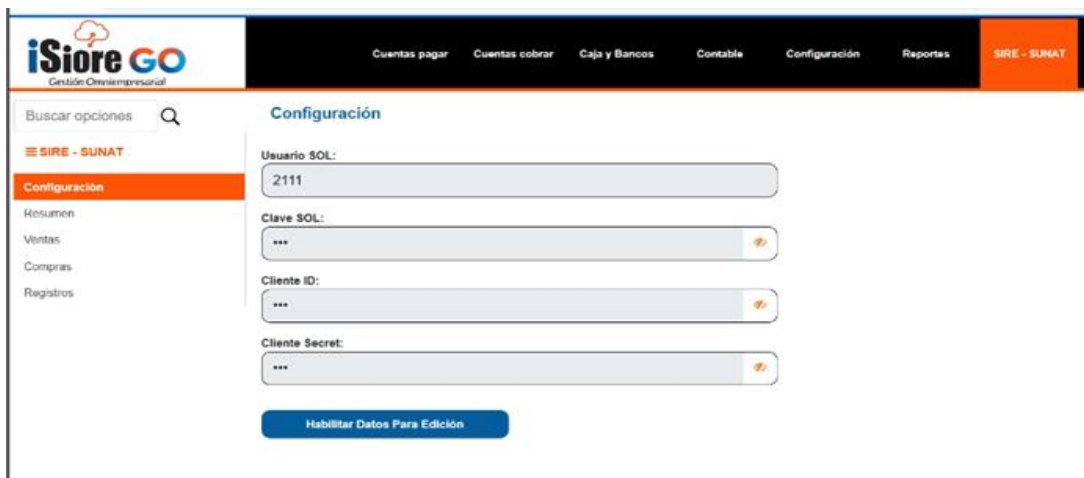 iSiore GO
Gestión Omniempresarial
Cuentas pagar Cuentas cobrar Caja y Bancos Contable Configuración Reportes SIRE - SUNAT
Buscar opciones
SIRE - SUNAT
Configuración
Resumen
Ventas
Compras
Registros
Configuración
Usuario SOL:
2111
Clave SOL:
•••
Cliente ID:
•••
Cliente Secret:
•••
Habilitar Datos Para Edición